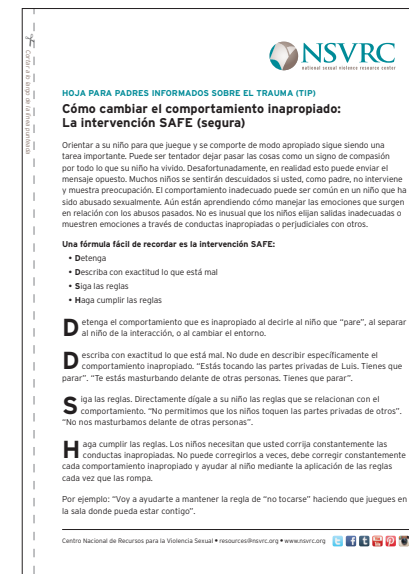 Cortar a lo largo de la línea punteada
NSVRC
national sexual violence resource center
HOJA PARA PADRES INFORMADOS SOBRE EL TRAUMA (TIP)
Cómo cambiar el comportamiento inapropiado:
La intervención SAFE (segura)
Orientar a su niño para que juegue y se comporte de modo apropiado sigue siendo una
tarea importante. Puede ser tentador dejar pasar las cosas como un signo de compasión
por todo lo que su niño ha vivido. Desafortunadamente, en realidad esto puede enviar el
mensaje opuesto. Muchos niños se sentirán descuidados si usted, como padre, no interviene
y muestra preocupación. El comportamiento inadecuado puede ser común en un niño que ha
sido abusado sexualmente. Aún están aprendiendo cómo manejar las emociones que surgen
en relación con los abusos pasados. No es inusual que los niños elijan salidas inadecuadas o
muestren emociones a través de conductas inapropiadas o perjudiciales con otros.
Una fórmula fácil de recordar es la intervención SAFE:
• Detenga
• Describa con exactitud lo que está mal
• Siga las reglas
• Haga cumplir las reglas
Detenga el comportamiento que es inapropiado al decirle al niño que “pare”, al separar
al niño de la interacción, o al cambiar el entorno.
Describa con exactitud lo que está mal. No dude en describir específicamente el
comportamiento inapropiado. “Estás tocando las partes privadas de Luis. Tienes que
parar”. “Te estás masturbando delante de otras personas. Tienes que parar”.
Siga las reglas. Directamente dígale a su niño las reglas que se relacionan con el
comportamiento. “No permitimos que los niños toquen las partes privadas de otros”.
“No nos masturbamos delante de otras personas”.
Haga cumplir las reglas. Los niños necesitan que usted corrija constantemente las
conductas inapropiadas. No puede corregirlos a veces, debe corregir constantemente
cada comportamiento inapropiado y ayudar al niño mediante la aplicación de las reglas
cada vez que las rompa.
Por ejemplo: “Voy a ayudarte a mantener la regla de “no tocarse” haciendo que juegues en
la sala donde pueda estar contigo”.
Centro Nacional de Recursos para la Violencia Sexual • resources@nsvrc.org • www.nsvrc.org